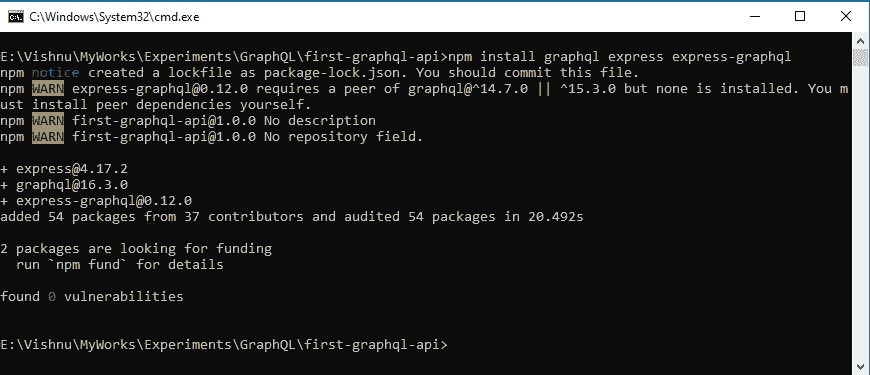 C:\Windows\System32\cmd.exe
E:\Vishnu\MyWorks\Experiments\GraphQL\first-graphql-api>npm install graphql express express-graphql
npm notice created a lockfile as package-lock.json. You should commit this file.
npm WARN express-graphql@0.12.0 requires a peer of graphql@^14.7.0 || ^15.3.0 but none is installed. You m
ust install peer dependencies yourself.
npm WARN first-graphql-api@1.0.0 No description
npm WARN first-graphql-api@1.0.0 No repository field.
+ express@4.17.2
+ graphql@16.3.0
+ express-graphql@0.12.0
added 54 packages from 37 contributors and audited 54 packages in 20.492s
2 packages are looking for funding
run `npm fund` for details
found 0 vulnerabilities
E:\Vishnu\MyWorks\Experiments\GraphQL\first-graphql-api>